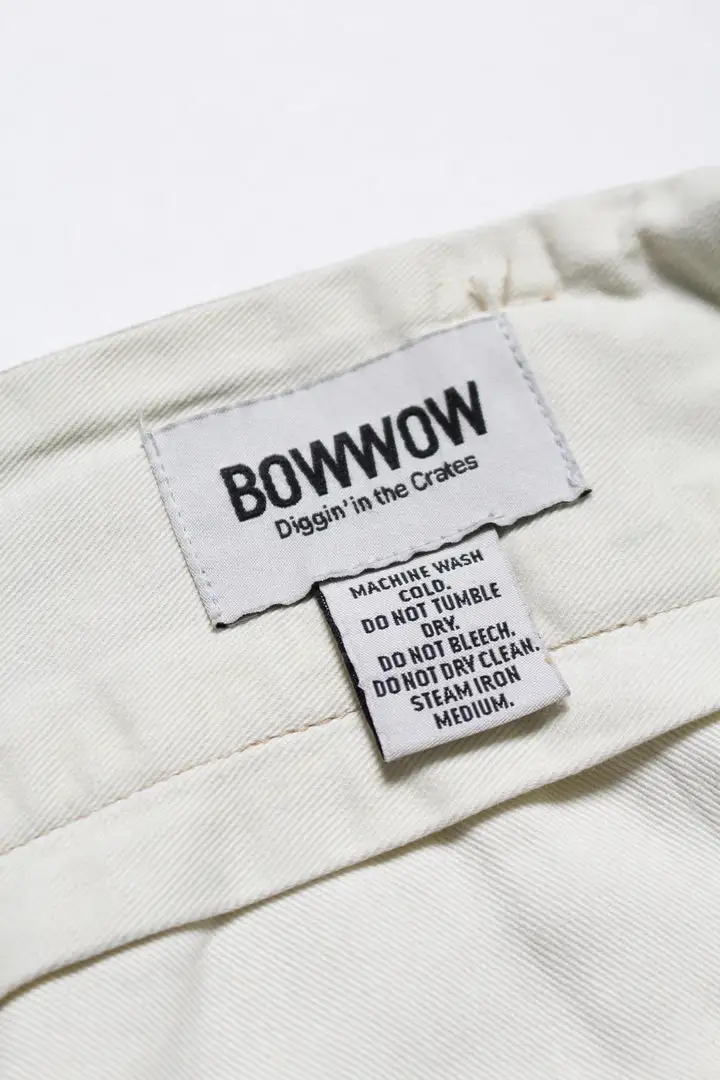 BOWWOW
Diggin' in the Crates
MACHINE WASH
COLD.
DO NOT TUMBLE
DRY.
DO NOT BLEECH.
DO NOT DRY CLEAN.
STEAM IRON
MEDIUM.